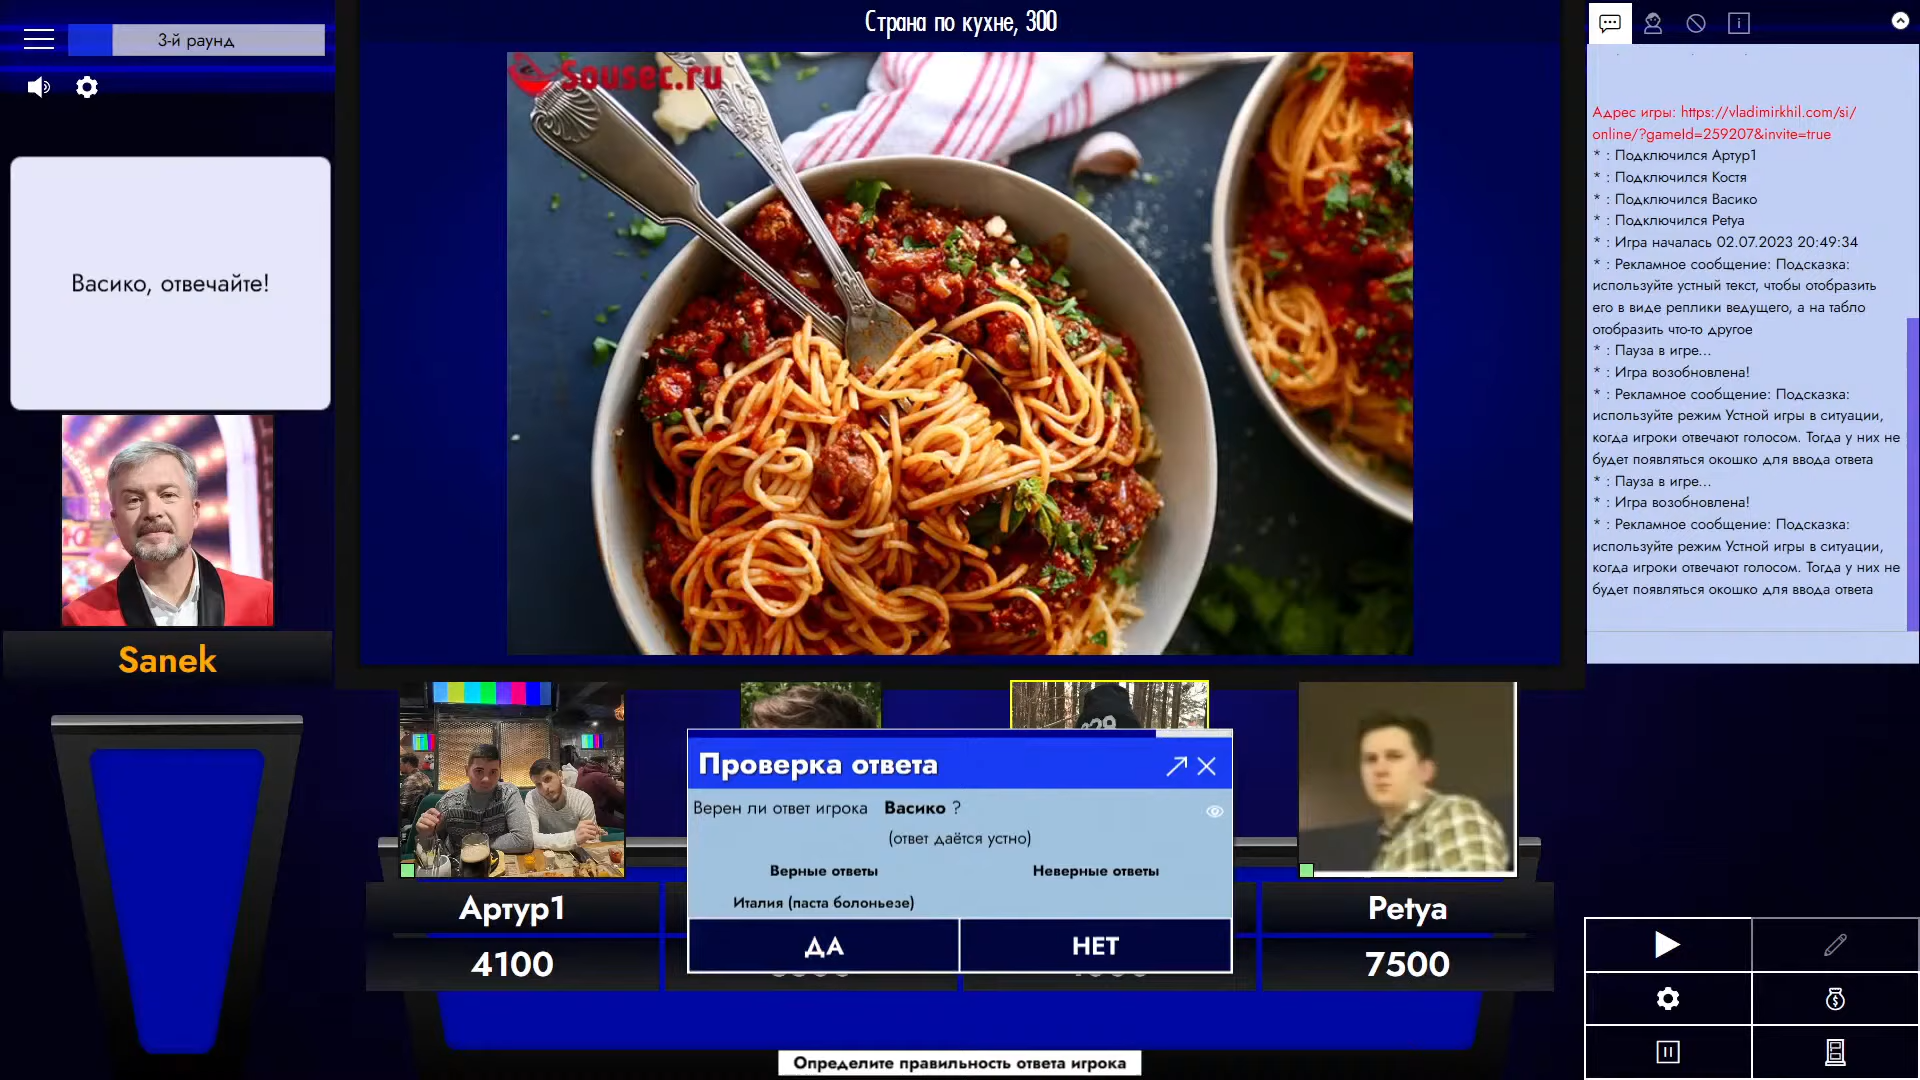 3-й раунд
Страна по кухне, 300
Sousec.ru
Васико, отвечайте!
Sanek
Адрес игры: https://vladimirkhil.com/si/
online/?gameId=259207&invite=true
* : Подключился Артур1
* : Подключился Костя
* : Подключился Васико
* : Подключился Petya
* : Игра началась 02.07.2023 20:49:34
* : Рекламное сообщение: Подсказка:
используйте устный текст, чтобы отобразить
его в виде реплики ведущего, а на табло
отобразить что-то другое
* : Пауза в игре...
* : Игра возобновлена!
* : Рекламное сообщение: Подсказка:
используйте режим Устной игры в ситуации,
когда игроки отвечают голосом. Тогда у них не
будет появляться окошко для ввода ответа
* : Пауза в игре...
* : Игра возобновлена!
* : Рекламное сообщение: Подсказка:
используйте режим Устной игры в ситуации,
когда игроки отвечают голосом. Тогда у них не
будет появляться окошко для ввода ответа
Проверка ответа
Верен ли ответ игрока Васико ?
(ответ даётся устно)
Верные ответы Неверные ответы
Италия (паста болоньезе)
ДА НЕТ
Артур1
4100
Petya
7500
Определите правильность ответа игрока